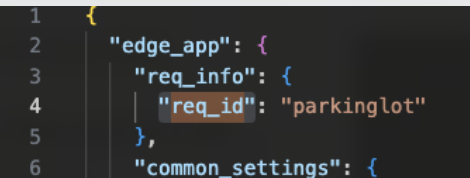 1 {
2 "edge_app": {
3 "req_info": {
4 "req_id": "parkinglot"
5 },
6 "common_settings": {